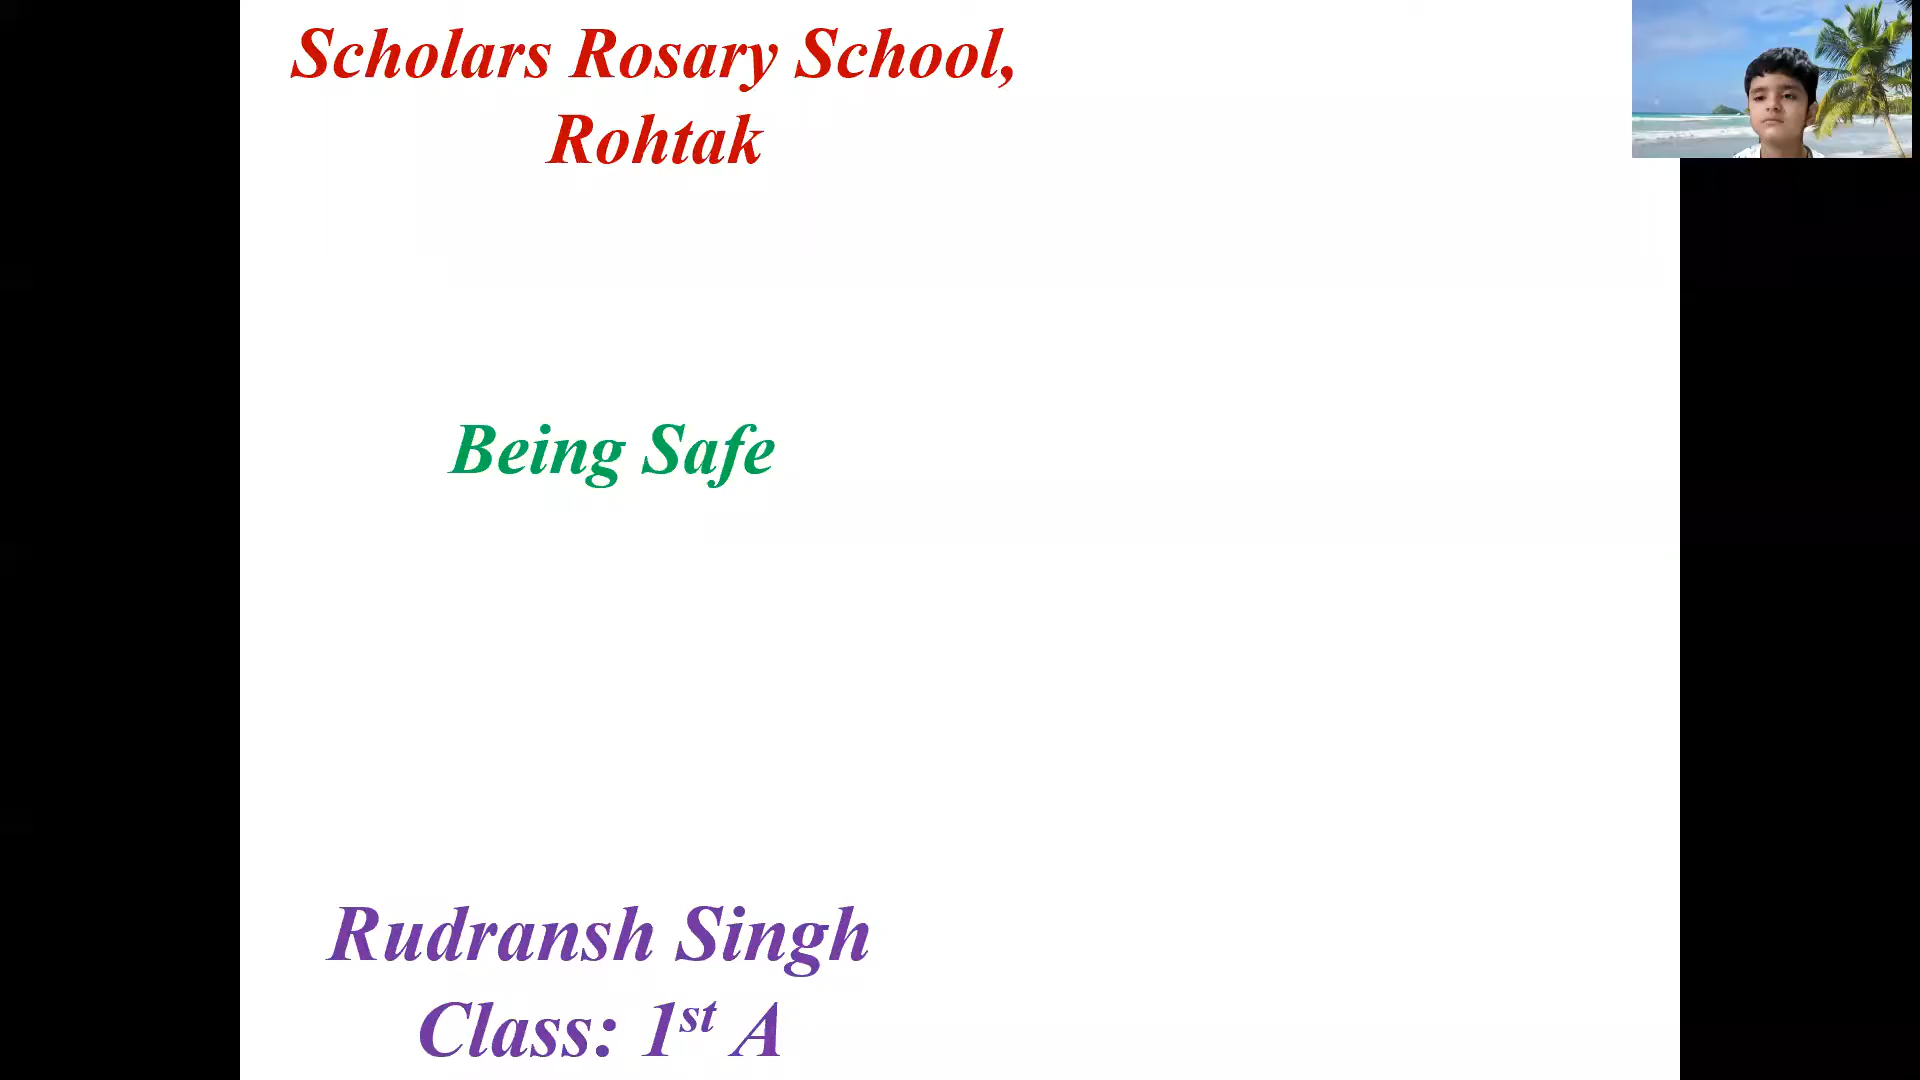 Scholars Rosary School,
Rohtak
Being Safe
Rudransh Singh
Class: 1st A